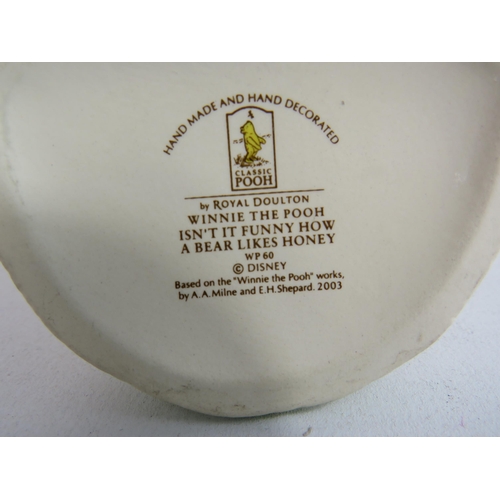 HAND MADE AND HAND DECORATED
CLASSIC
POOH
by ROYAL DOULTON
WINNIE THE POOH
ISN'T IT FUNNY HOW
A BEAR LIKES HONEY
WP 60
© DISNEY
Based on the "Winnie the Pooh" works,
by A.A. Milne and E.H. Shepard. 2003